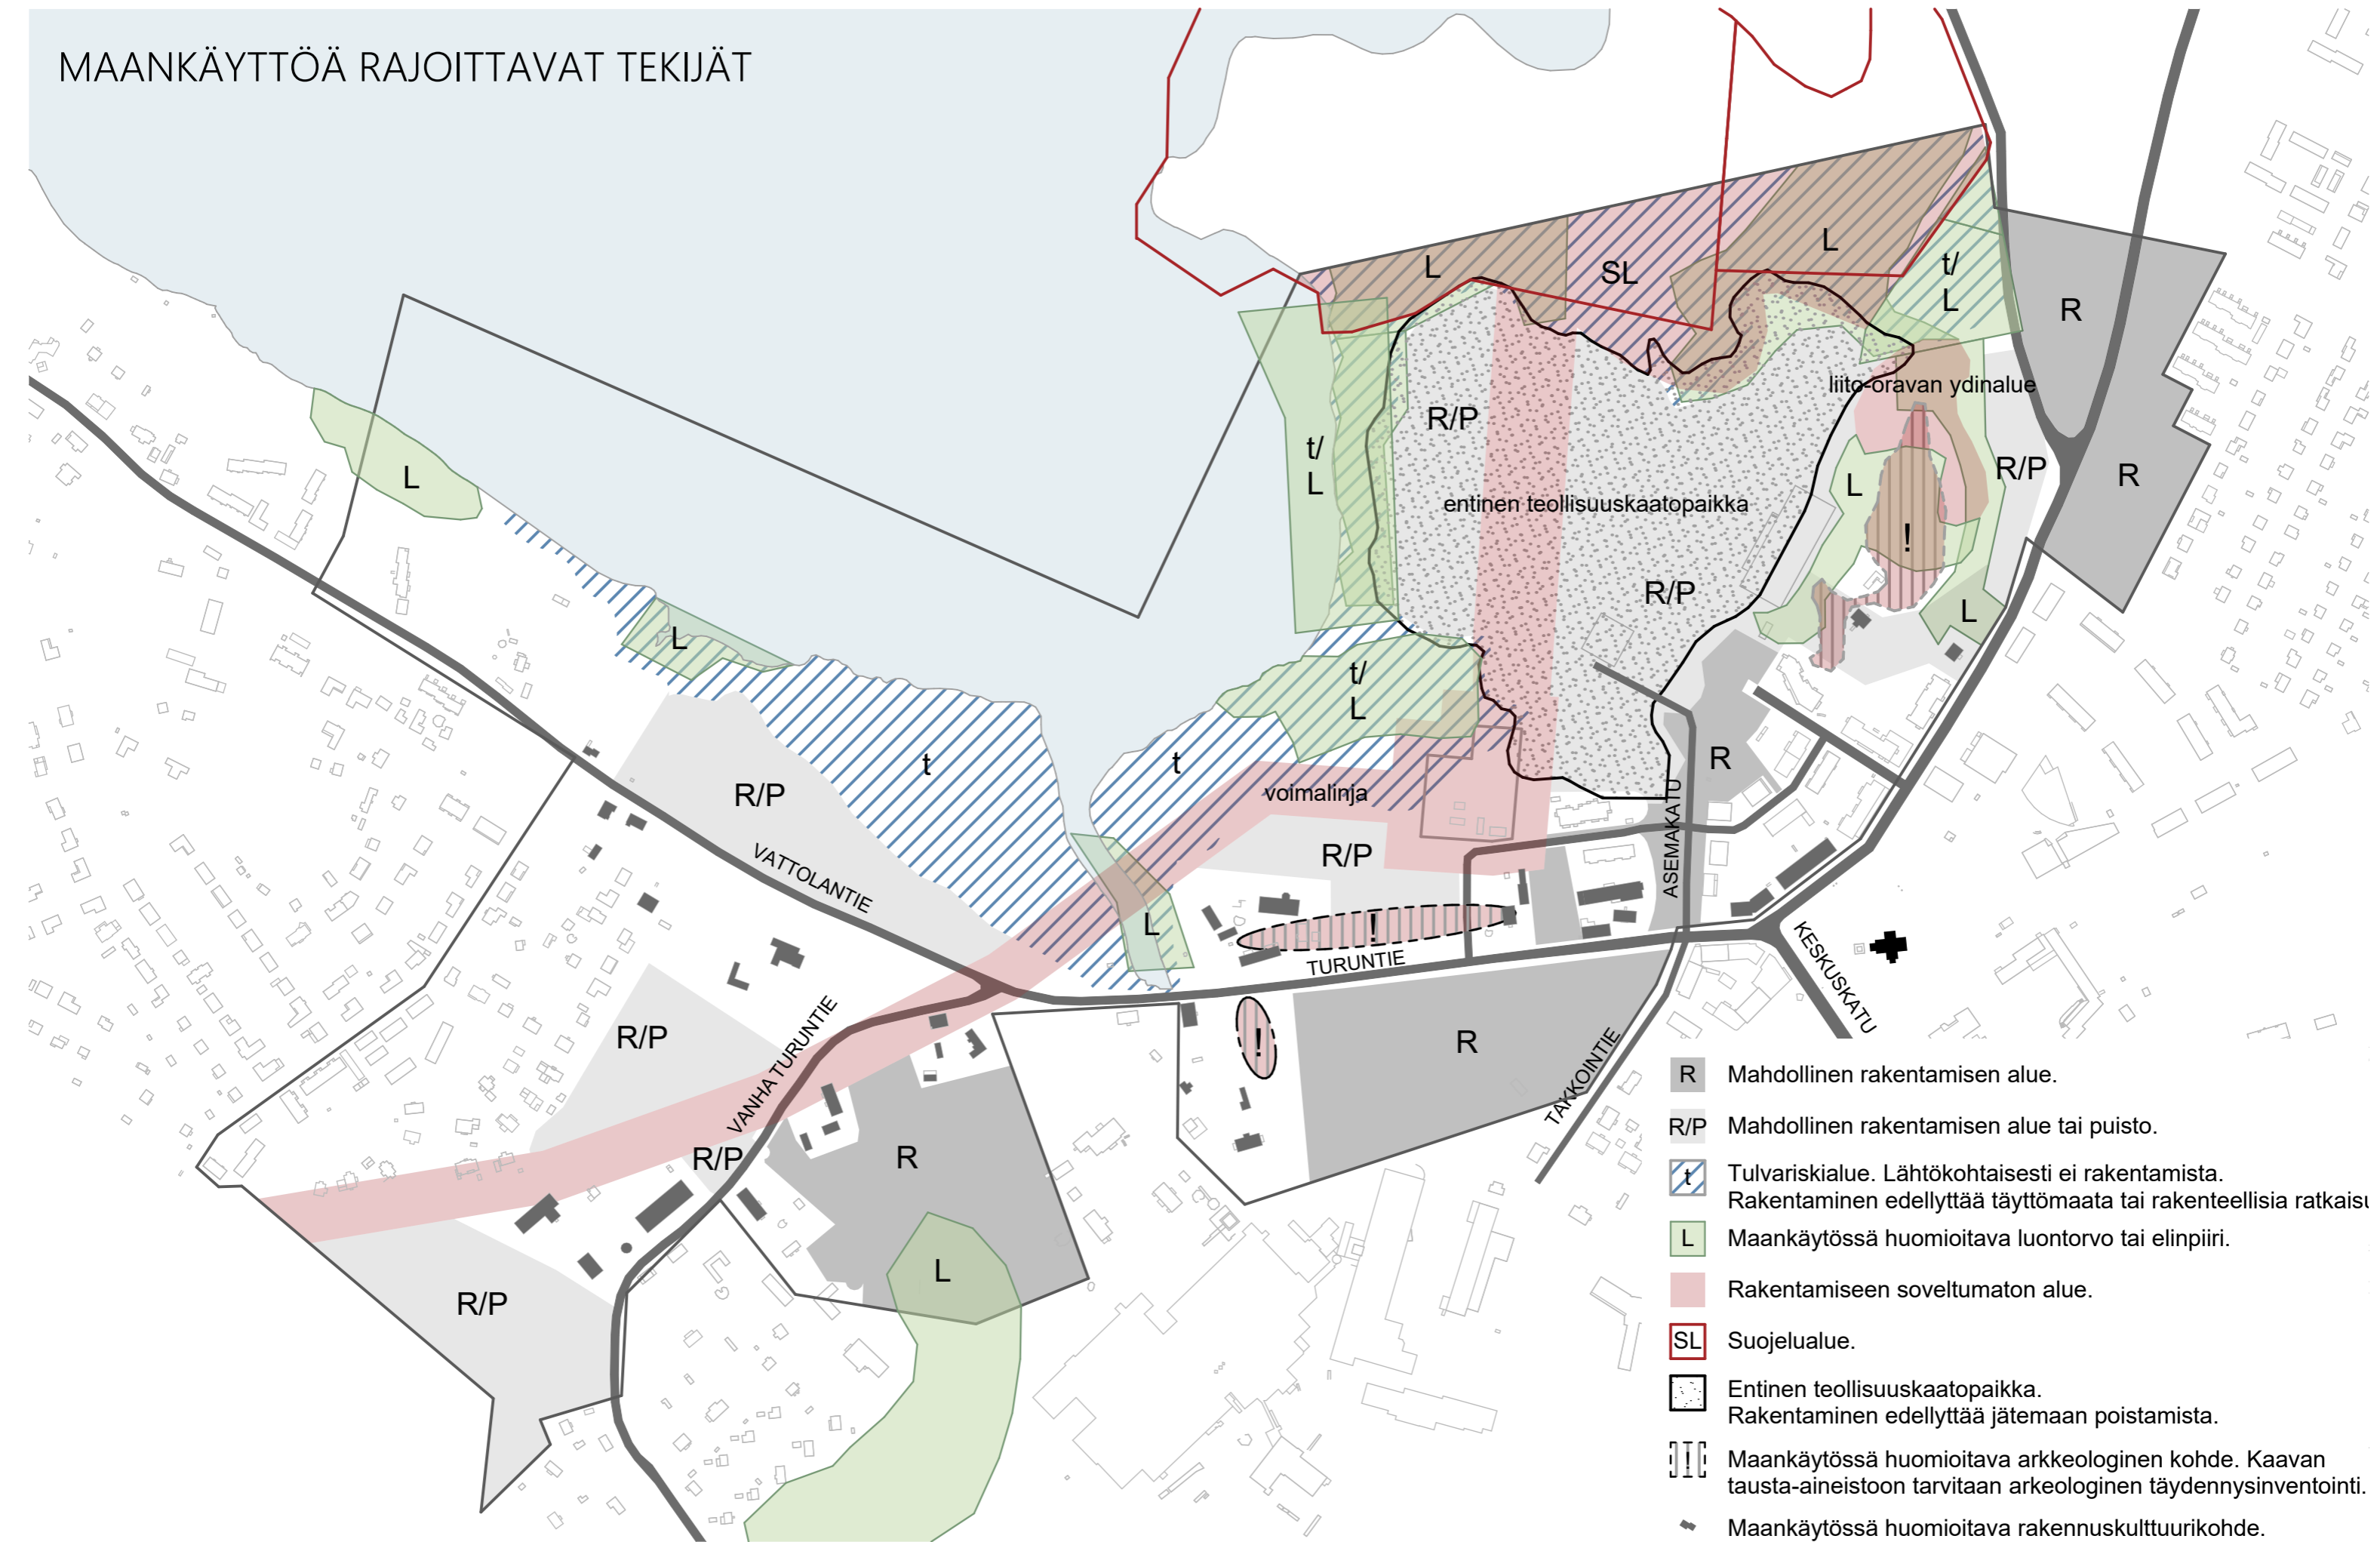 MAANKÄYTTÖÄ RAJOITTAVAT TEKIJÄT
L
L
SL
t/
L
R
liito-oravan ydinalue
R/P
t/
L
L
R/P
R
L
entinen teollisuuskaatopaikka
!
R/P
L
L
t/
L
R
t
t
R/P
voimalinja
ASEMAKATU
R/P
VATTOLANTIE
L
!
TURUNTIE
KESKUSKATU
R/P
!
R
VANHA TURUNTIE
TAKKOINTIE
R/P
R
L
R/P
R Mahdollinen rakentamisen alue.
R/P Mahdollinen rakentamisen alue tai puisto.
t Tulvariskialue. Lähtökohtaisesti ei rakentamista.
Rakentaminen edellyttää täyttömaata tai rakenteellisia ratkaisu
L Maankäytössä huomioitava luontorvo tai elinpiiri.
Rakentamiseen soveltumaton alue.
SL Suojelualue.
Entinen teollisuuskaatopaikka.
Rakentaminen edellyttää jätemaan poistamista.
! Maankäytössä huomioitava arkkeologinen kohde. Kaavan
tausta-aineistoon tarvitaan arkeologinen täydennysinventointi.
Maankäytössä huomioitava rakennuskulttuurikohde.